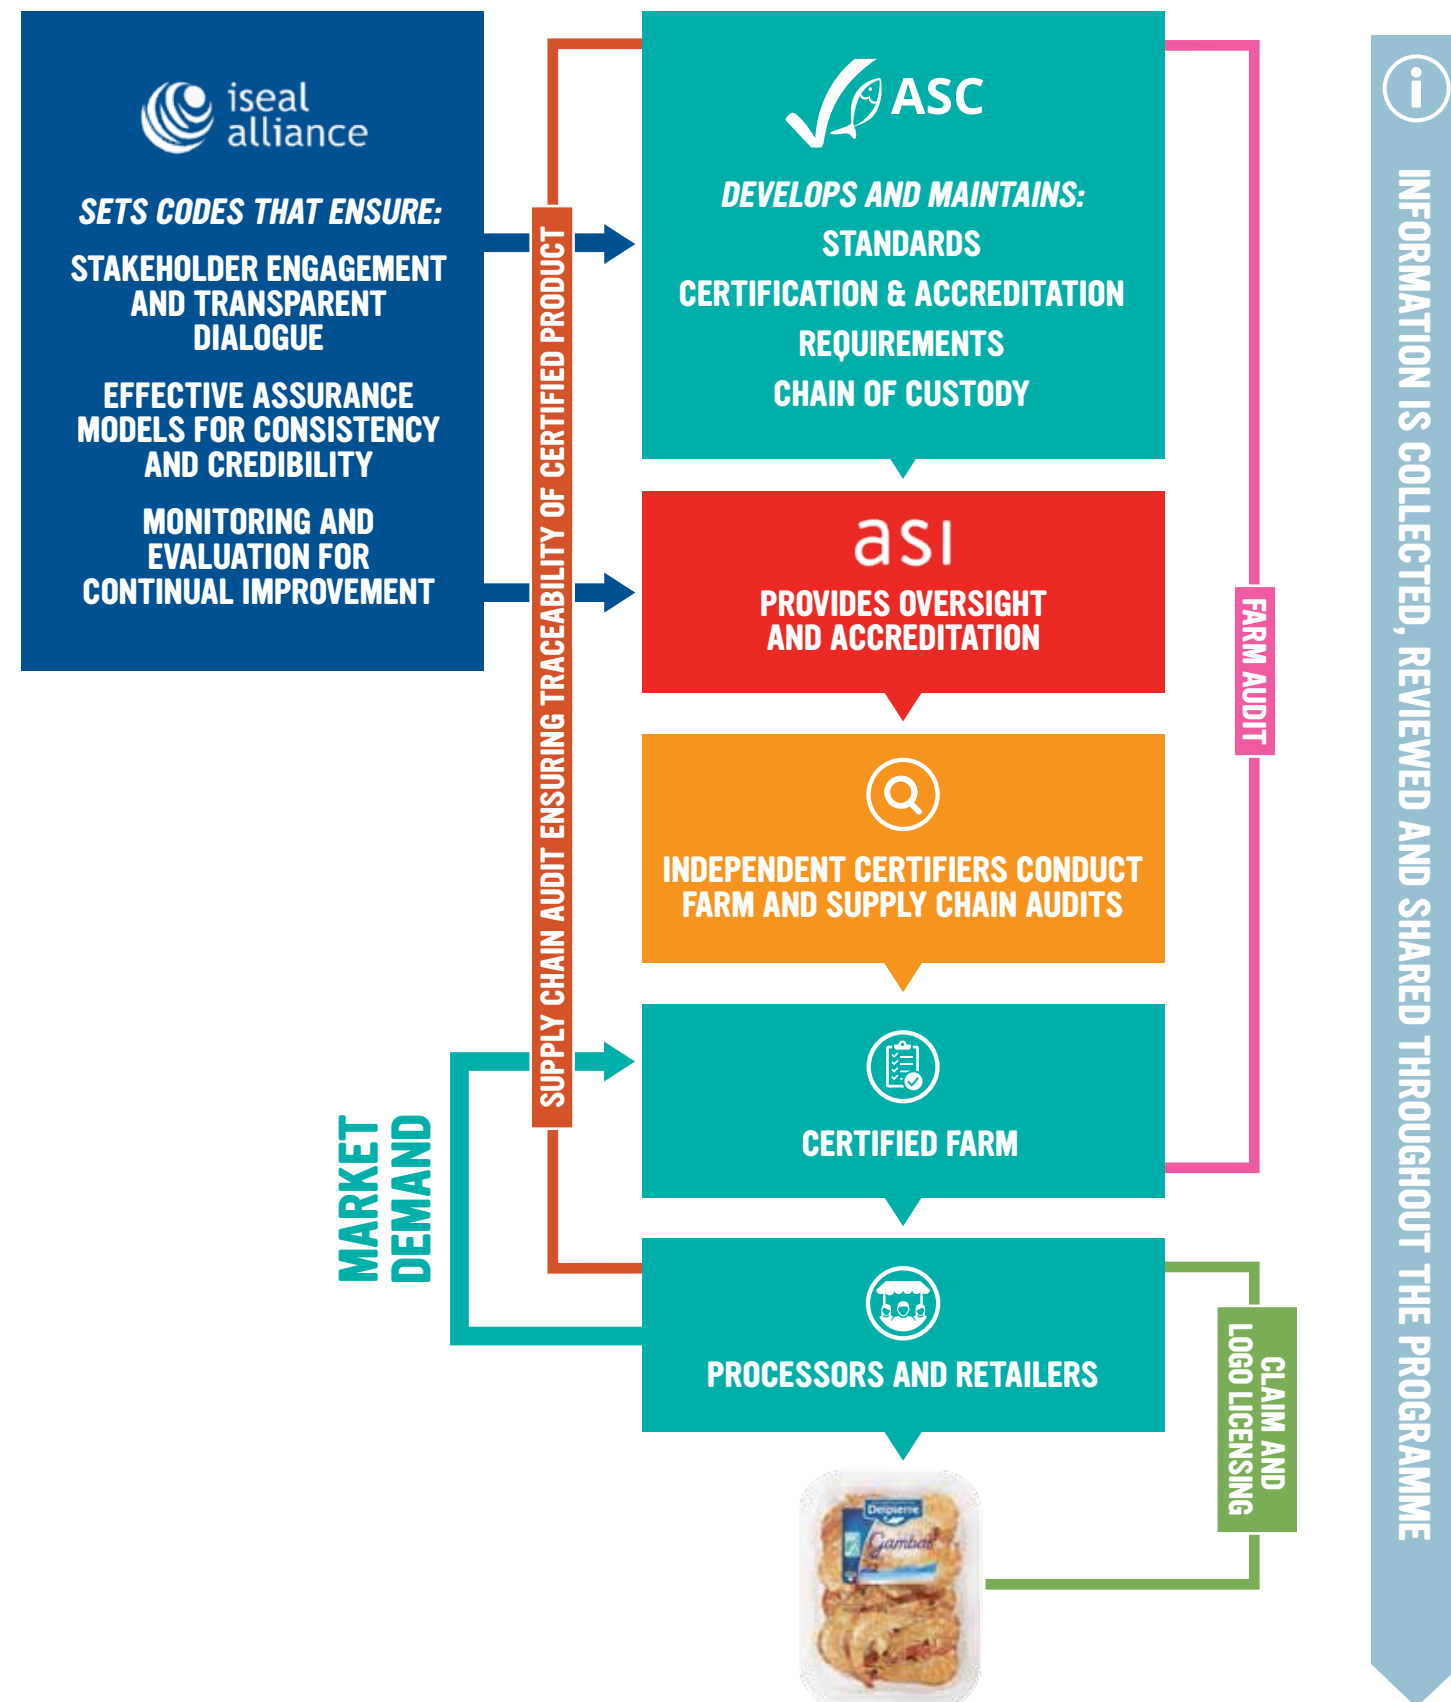 iseal
alliance
SETS CODES THAT ENSURE:
STAKEHOLDER ENGAGEMENT
AND TRANSPARENT
DIALOGUE
EFFECTIVE ASSURANCE
MODELS FOR CONSISTENCY
AND CREDIBILITY
MONITORING AND
EVALUATION FOR
CONTINUAL IMPROVEMENT
SUPPLY CHAIN AUDIT ENSURING TRACEABILITY OF CERTIFIED PRODUCT
ASC
DEVELOPS AND MAINTAINS:
STANDARDS
CERTIFICATION & ACCREDITATION
REQUIREMENTS
CHAIN OF CUSTODY
asi
PROVIDES OVERSIGHT
AND ACCREDITATION
INDEPENDENT CERTIFIERS CONDUCT
FARM AND SUPPLY CHAIN AUDITS
CERTIFIED FARM
MARKET
DEMAND
PROCESSORS AND RETAILERS
Delpierre
Gambas
FARM AUDIT
CLAIM AND
LOGO LICENSING
i
INFORMATION IS COLLECTED, REVIEWED AND SHARED THROUGHOUT THE PROGRAMME